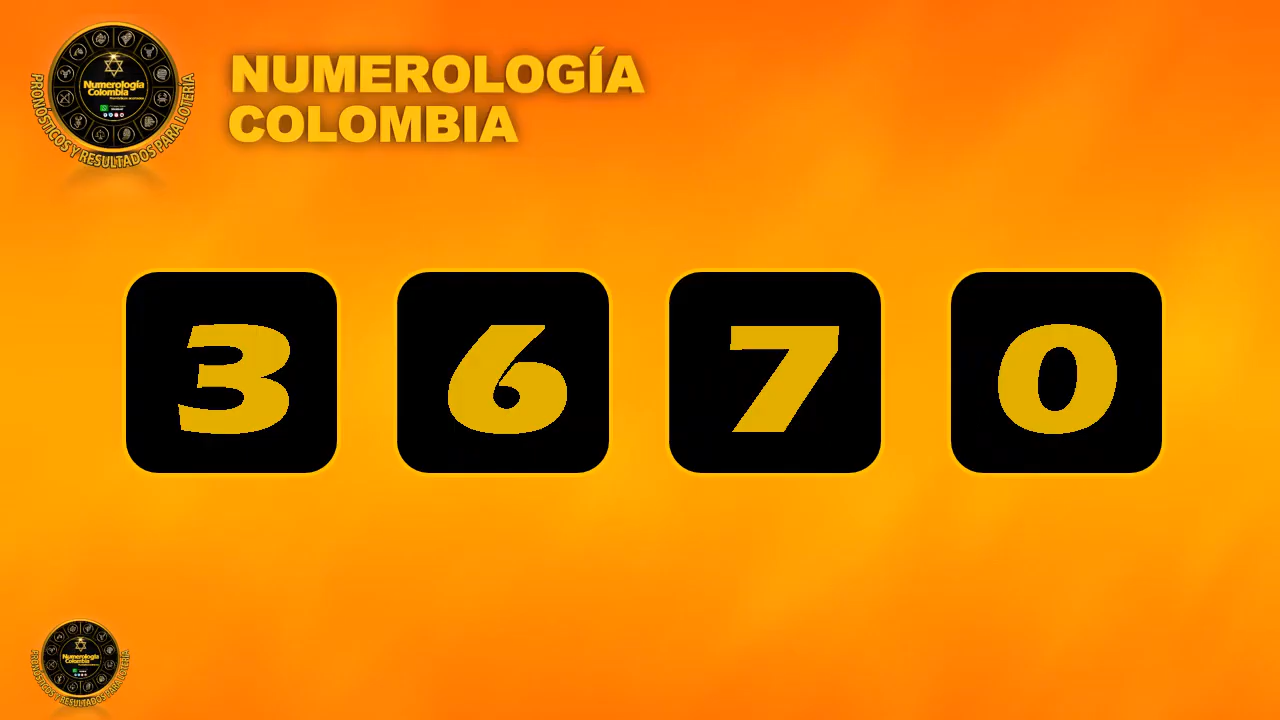 Numerología
Colombia
PRONÓSTICOS Y RESULTADOS PARA LOTERÍA
NUMEROLOGÍA
COLOMBIA
3 6 7 0
Numerología
Colombia
PRONÓSTICOS Y RESULTADOS PARA LOTERÍA